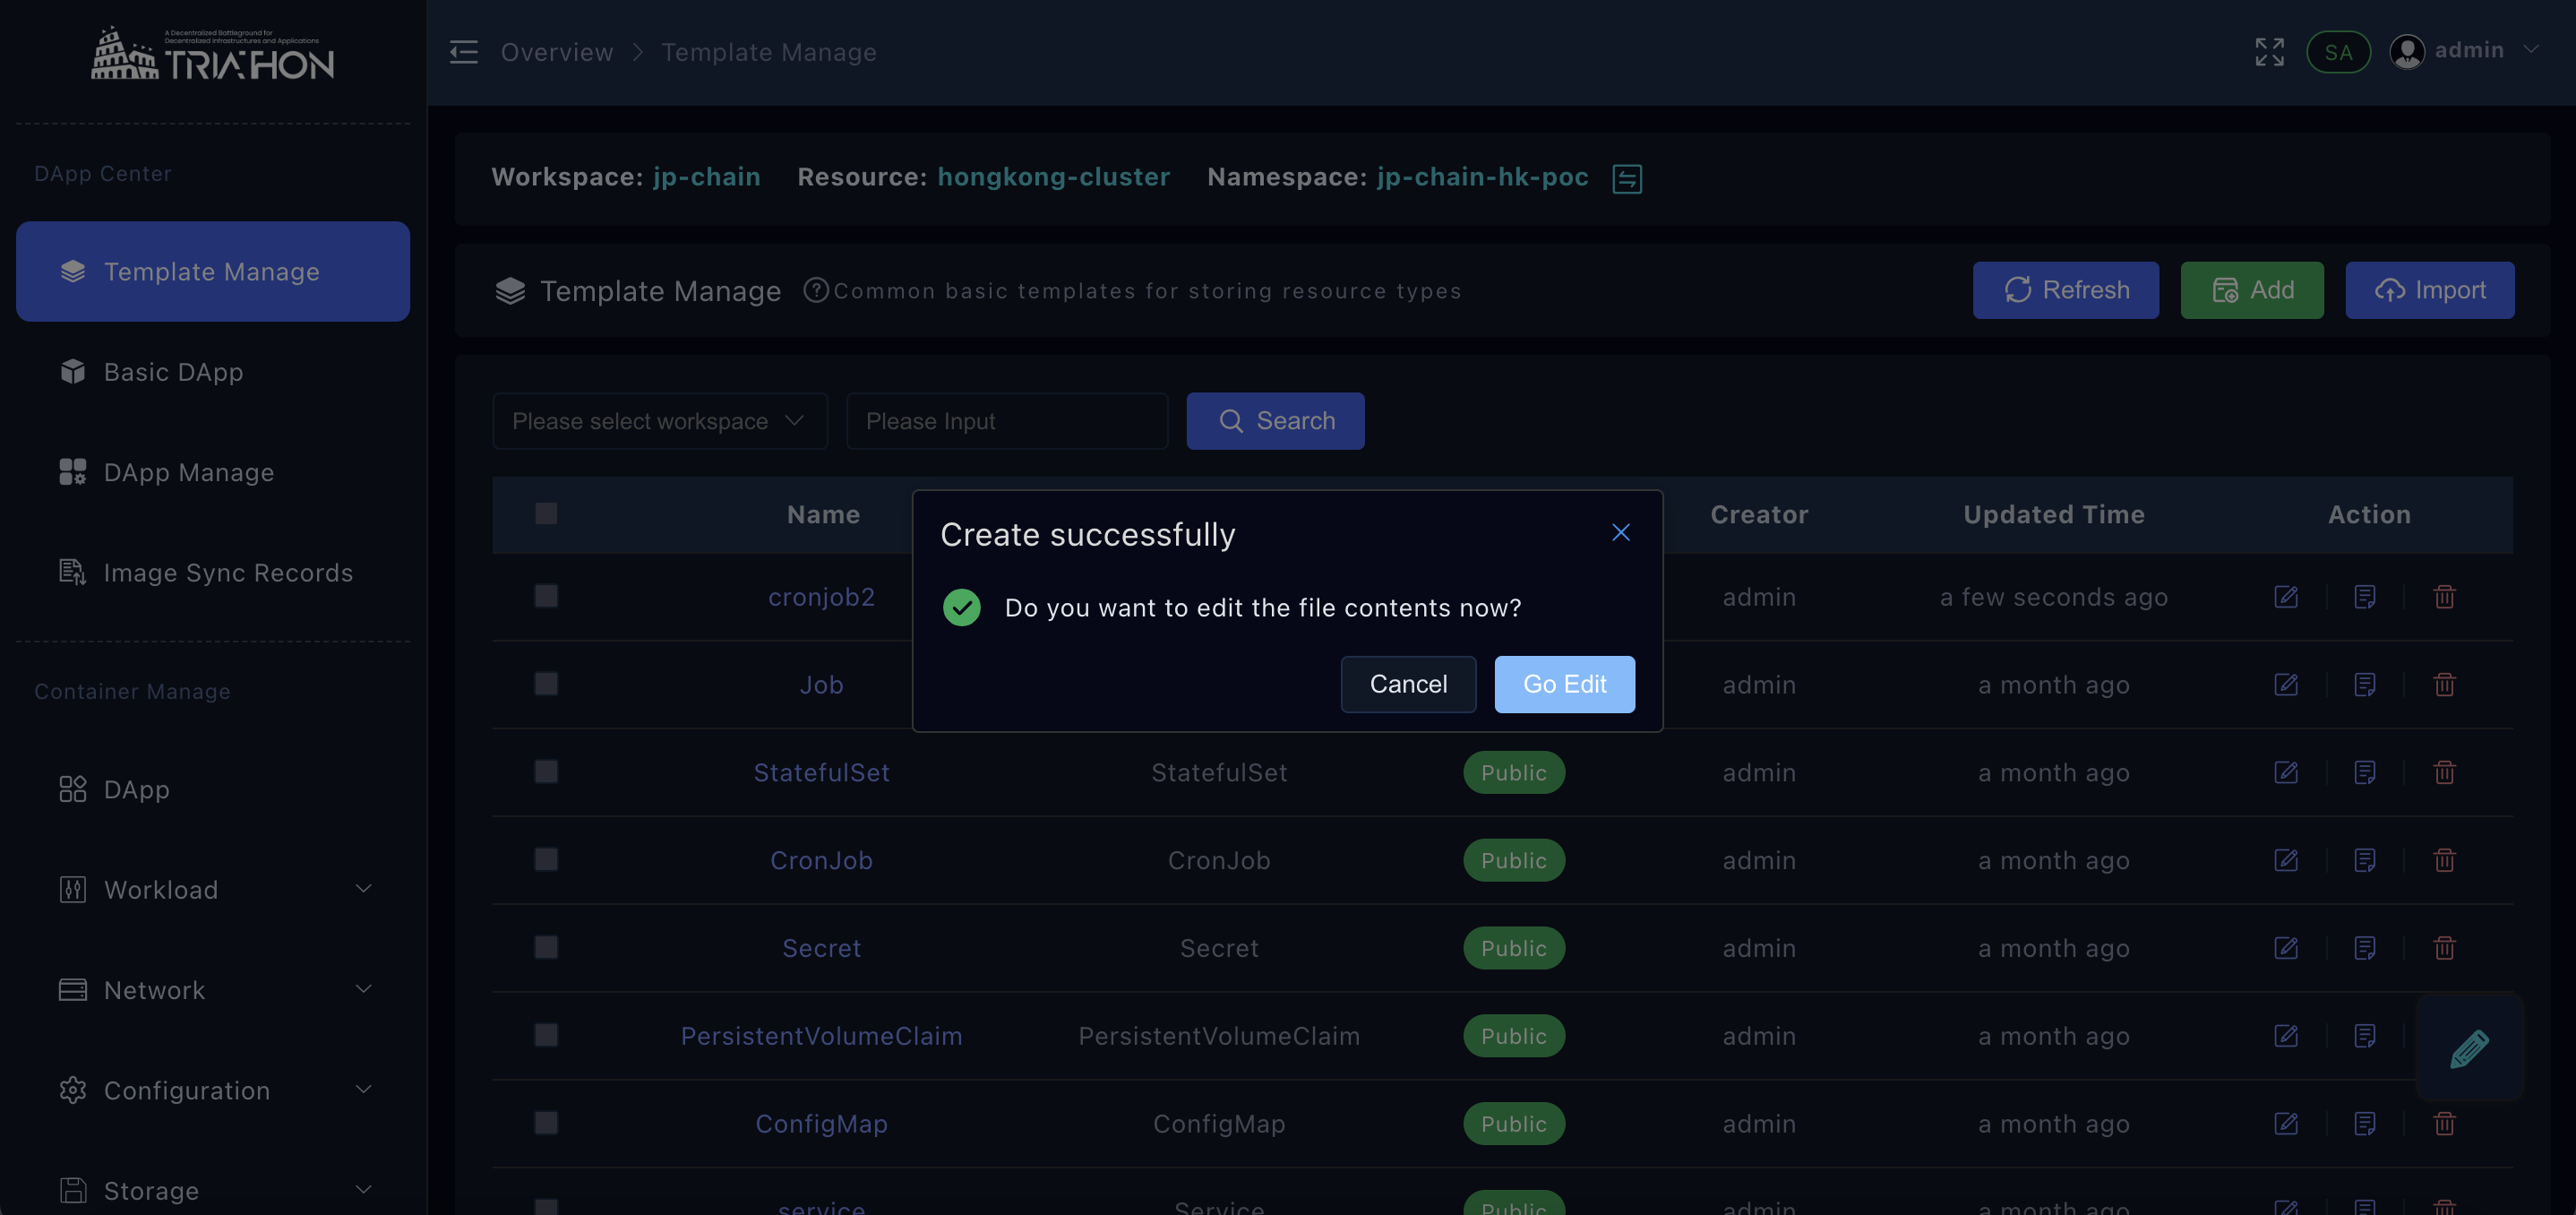 A Decentralized Battleground for
Decentralized Infrastructures and Applications
TRIATHON
Overview > Template Manage
SA
admin
DApp Center
Template Manage
Basic DApp
DApp Manage
Image Sync Records
Container Manage
DApp
Workload
Network
Configuration
Storage
Workspace: jp-chain Resource: hongkong-cluster Namespace: jp-chain-hk-poc
Template Manage Common basic templates for storing resource types
Refresh Add Import
Please select workspace Please Input Search
Name Creator Updated Time Action
cronjob2 admin a few seconds ago
Job admin a month ago
StatefulSet StatefulSet Public admin a month ago
CronJob CronJob Public admin a month ago
Secret Secret Public admin a month ago
PersistentVolumeClaim PersistentVolumeClaim Public admin a month ago
ConfigMap ConfigMap Public admin a month ago
service Service Public admin a month ago
Create successfully
Do you want to edit the file contents now?
Cancel Go Edit